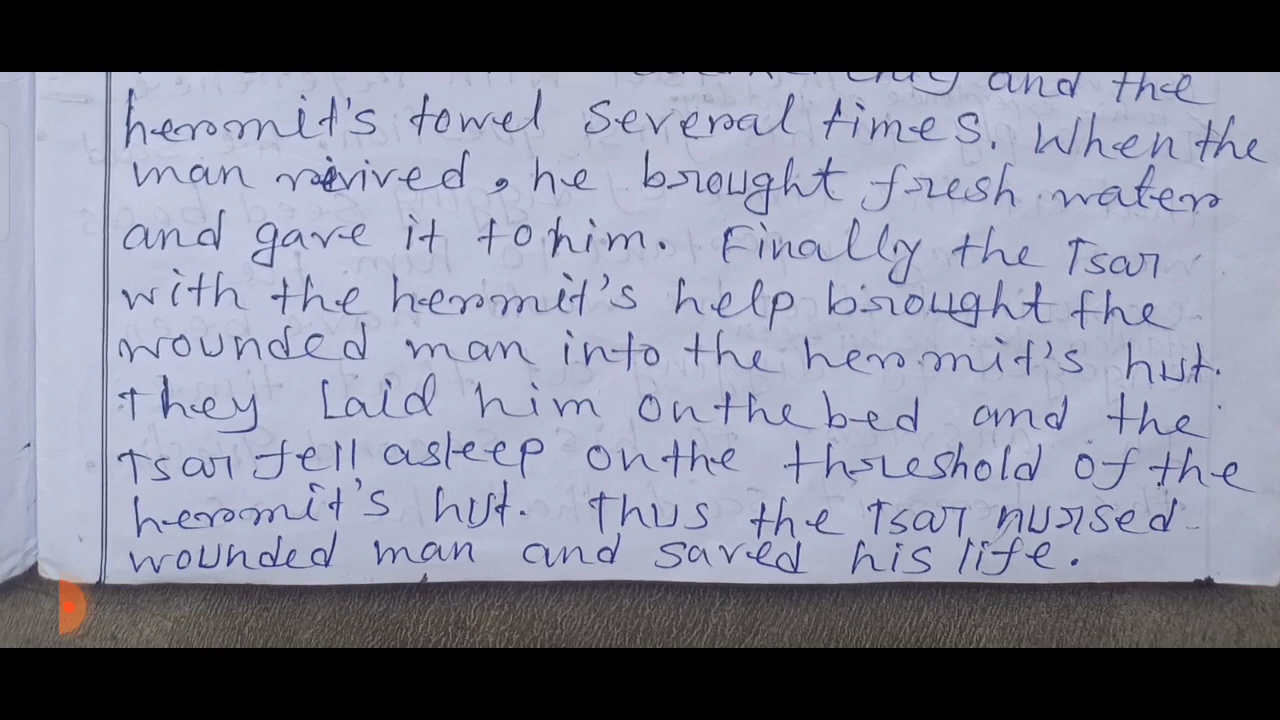 and the
hermit's towel several times. When the
man revived, he brought fresh water
and gave it to him. Finally the Tsar
with the hermit's help brought the
wounded man into the hermit's hut.
They laid him on the bed and the
Tsar fell asleep on the threshold of the
hermit's hut. Thus the Tsar nursed
wounded man and saved his life.